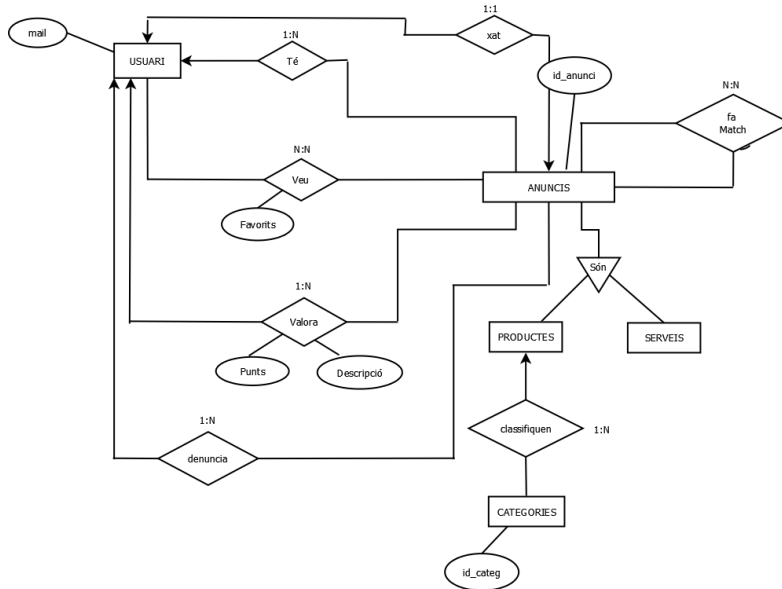 1:1
mail
xat
1:N
USUARI
Té
id_anunci
N:N
fa
Match
N:N
Veu
ANUNCIS
Favorits
Són
1:N
Valora
PRODUCTES
SERVEIS
Punts
Descripció
1:N
classifiquen
1:N
denuncia
CATEGORIES
id_categ